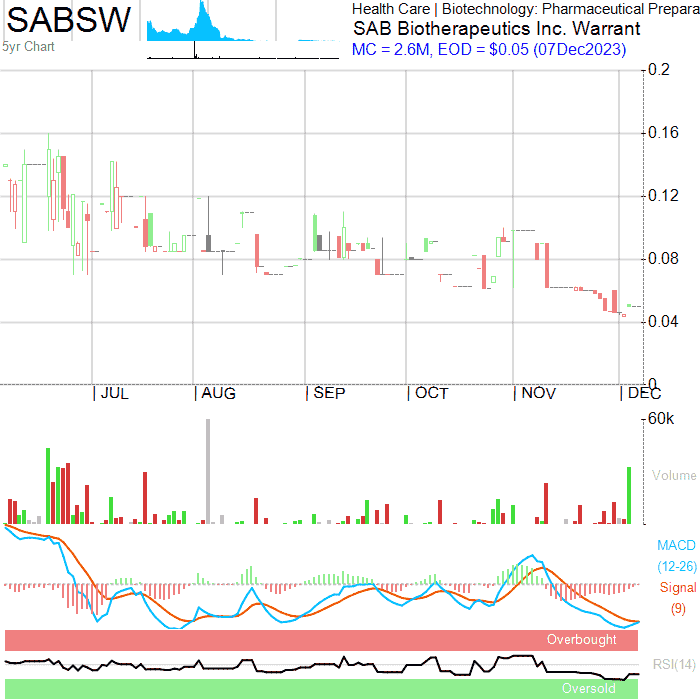 SABSW
5yr Chart
Health Care | Biotechnology: Pharmaceutical Prepara
SAB Biotherapeutics Inc. Warrant
MC = 2.6M, EOD = $0.05 (07Dec2023)
0.2
0.16
0.12
0.08
0.04
0
| JUL | AUG | SEP | OCT | NOV | DEC
60k
Volume
MACD
(12-26)
Signal
(9)
Overbought
RSI(14)
Oversold